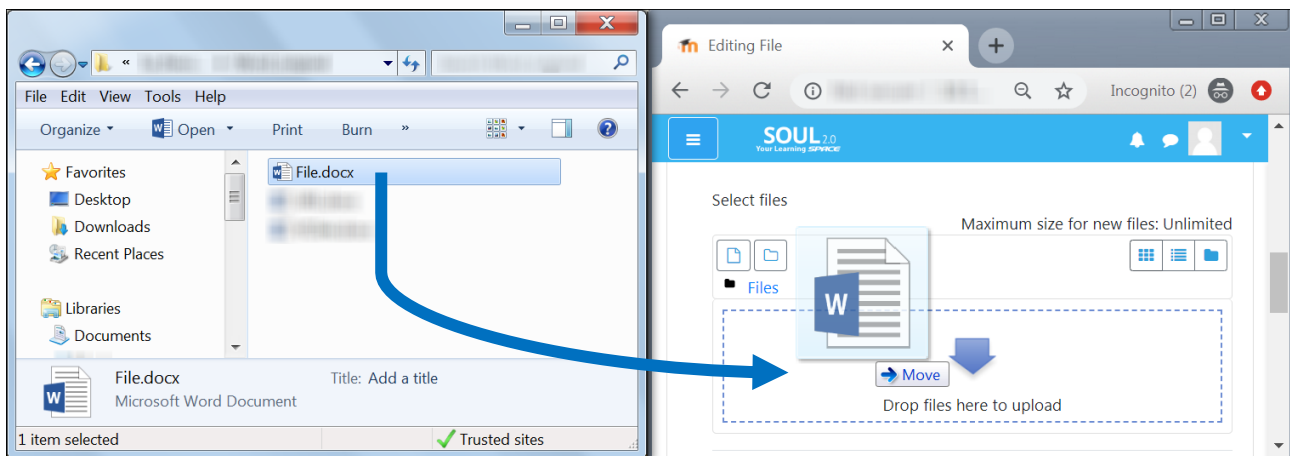 «
File Edit View Tools Help
Organize Open Print Burn »
Favorites
Desktop
Downloads
Recent Places
Libraries
Documents
File.docx
File.docx
Title: Add a title
Microsoft Word Document
1 item selected
Trusted sites
Editing File
Incognito (2)
SOUL 2.0
Your Learning SPACE
Select files
Maximum size for new files: Unlimited
Files
W
Move
Drop files here to upload